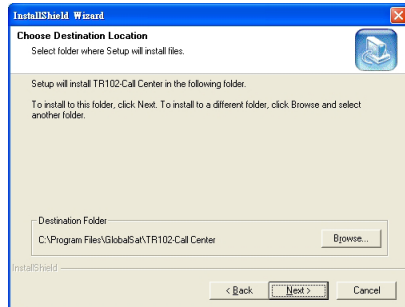 InstallShield Wizard
Choose Destination Location
Select folder where Setup will install files.
Setup will install TR102-Call Center in the following folder.
To install to this folder, click Next. To install to a different folder, click Browse and select
another folder.
Destination Folder
C:\Program Files\GlobalSat\TR102-Call Center
Browse...
InstallShield
< Back
Next >
Cancel